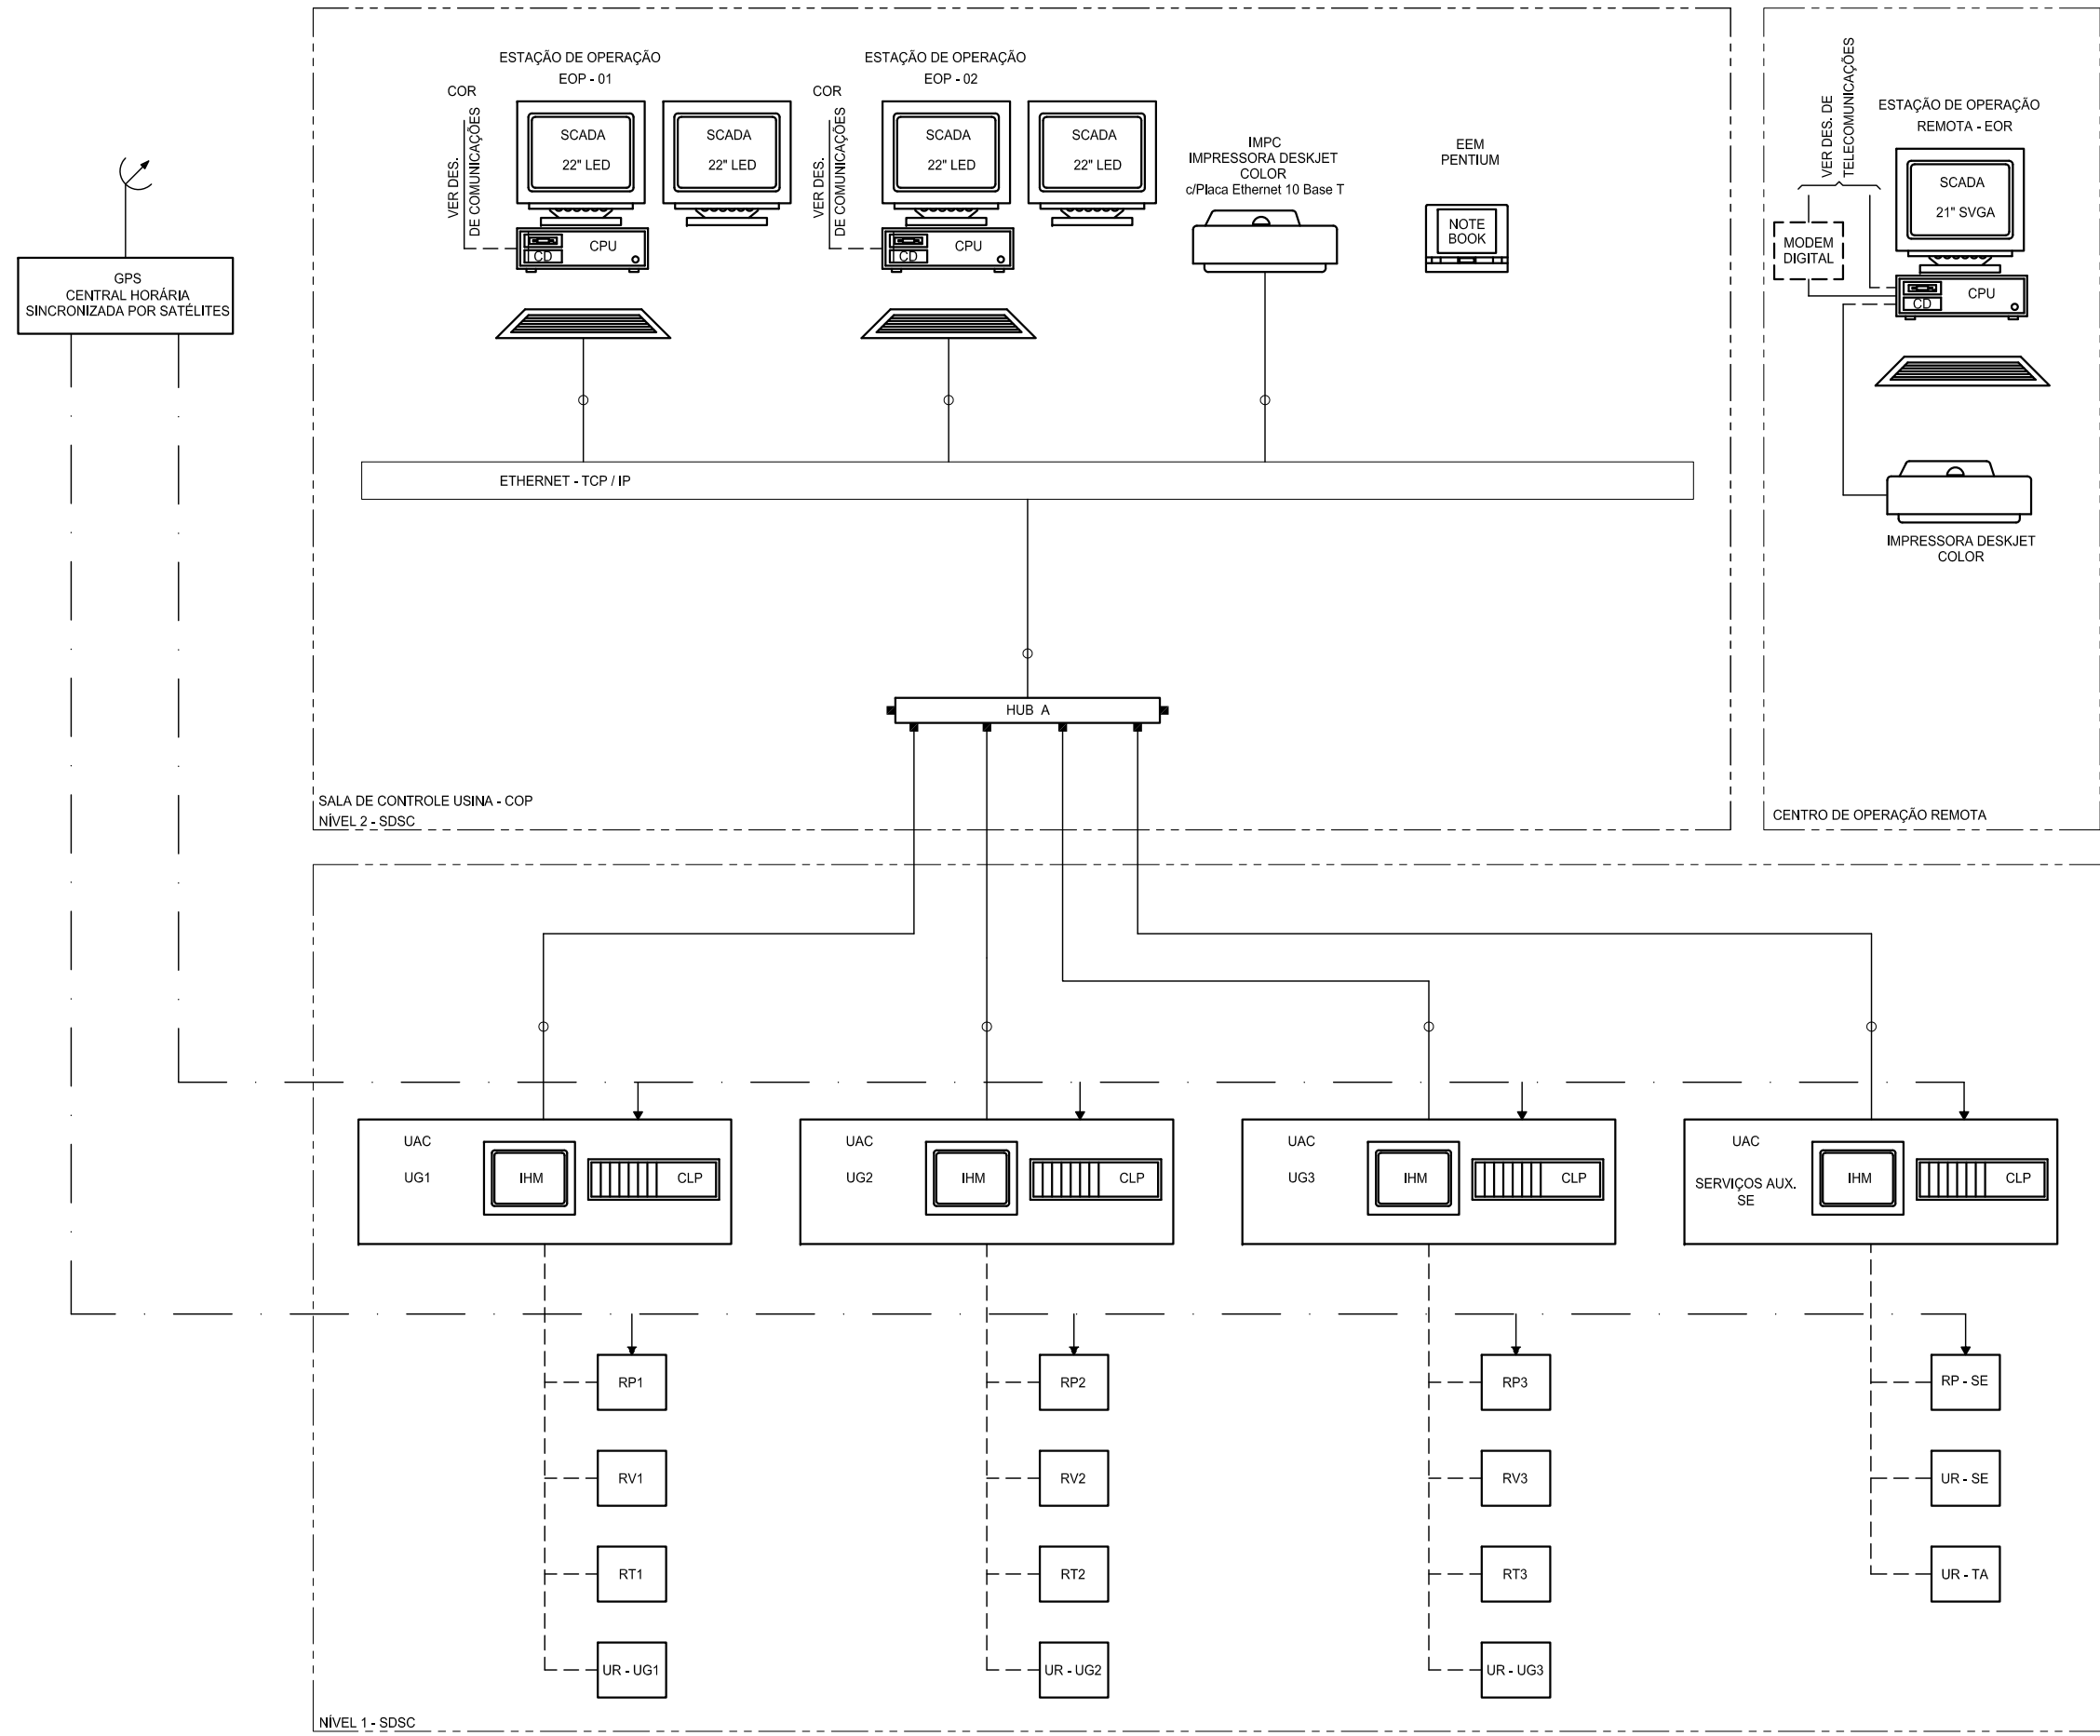 ESTAÇÃO DE OPERAÇÃO
EOP - 01
COR
VER DES.
DE COMUNICAÇÕES
SCADA
22" LED
SCADA
22" LED
CPU
CD
ESTAÇÃO DE OPERAÇÃO
EOP - 02
COR
VER DES.
DE COMUNICAÇÕES
SCADA
22" LED
SCADA
22" LED
CPU
CD
IMPC
IMPRESSORA DESKJET
COLOR
c/Placa Ethernet 10 Base T
EEM
PENTIUM
NOTE
BOOK
VER DES. DE
TELECOMUNICAÇÕES
ESTAÇÃO DE OPERAÇÃO
REMOTA - EOR
SCADA
21" SVGA
MODEM
DIGITAL
CPU
CD
IMPRESSORA DESKJET
COLOR
CENTRO DE OPERAÇÃO REMOTA
GPS
CENTRAL HORÁRIA
SINCRONIZADA POR SATÉLITES
ETHERNET - TCP / IP
HUB A
SALA DE CONTROLE USINA - COP
NÍVEL 2 - SDSC
UAC
UG1
IHM
CLP
UAC
UG2
IHM
CLP
UAC
UG3
IHM
CLP
UAC
SERVIÇOS AUX.
SE
IHM
CLP
RP1
RP2
RP3
RP - SE
RV1
RV2
RV3
UR - SE
RT1
RT2
RT3
UR - TA
UR - UG1
UR - UG2
UR - UG3
NÍVEL 1 - SDSC